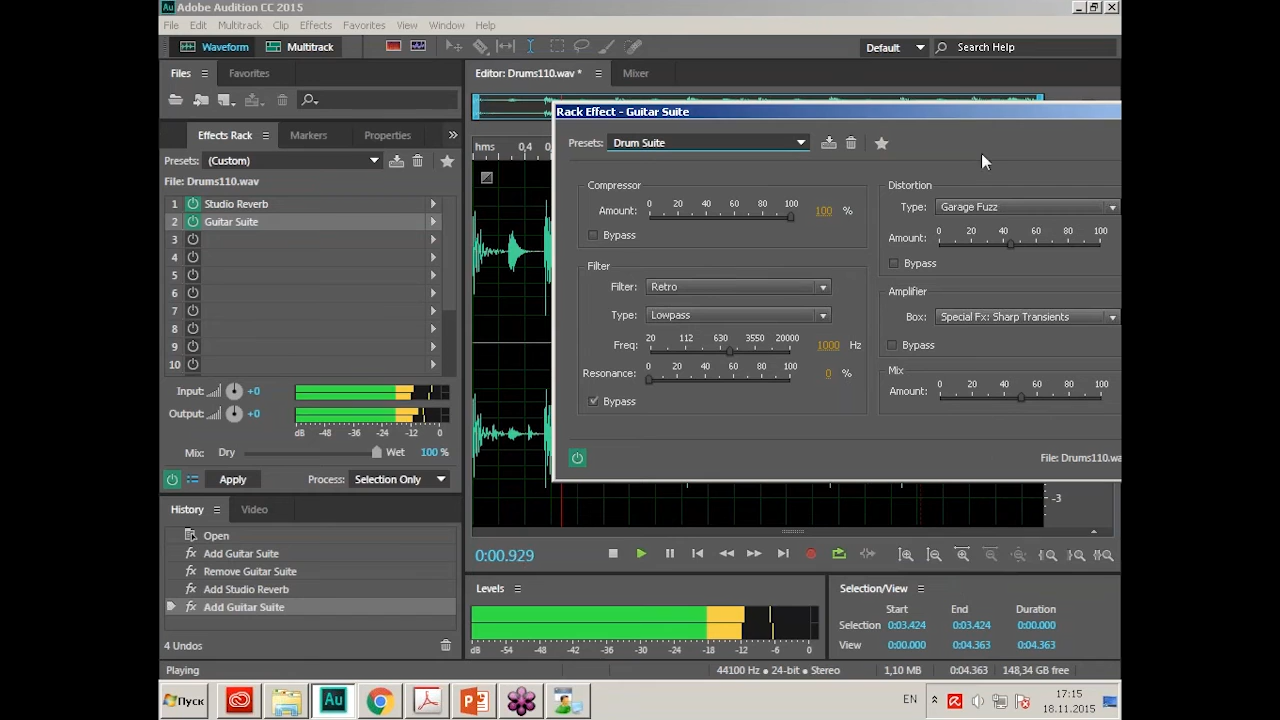 Adobe Audition CC 2015
File Edit Multitrack Clip Effects Favorites View Window Help
Waveform Multitrack Default Search Help
Files Favorites
Editor: Drums110.wav * Mixer
Effects Rack Markers Properties
Presets: (Custom)
File: Drums110.wav
1 Studio Reverb
2 Guitar Suite
3
4
5
6
7
8
9
10
Input: +0
Output: +0
dB -48 -36 -24 -12 0
Mix: Dry Wet 100 %
Apply Process: Selection Only
History Video
Open
Add Guitar Suite
Remove Guitar Suite
Add Studio Reverb
Add Guitar Suite
4 Undos
Playing
hms 0,4
Rack Effect - Guitar Suite
Presets: Drum Suite
Compressor
0 20 40 60 80 100
Amount: 100 %
Bypass
Filter
Filter: Retro
Type: Lowpass
20 112 630 3550 20000
Freq: 1000 Hz
0 20 40 60 80 100
Resonance: 0 %
Bypass
Distortion
Type: Garage Fuzz
0 20 40 60 80 100
Amount:
Bypass
Amplifier
Box: Special Fx: Sharp Transients
Bypass
Mix
0 20 40 60 80 100
Amount:
File: Drums110.wa
-3
0:00.929
Levels
dB -54 -48 -42 -36 -30 -24 -18 -12 -6 0
Selection/View
Start End Duration
Selection 0:03.424 0:03.424 0:00.000
View 0:00.000 0:04.363 0:04.363
44100 Hz • 24-bit • Stereo 1,10 MB 0:04.363 148,34 GB free
Пуск
EN
17:15
18.11.2015